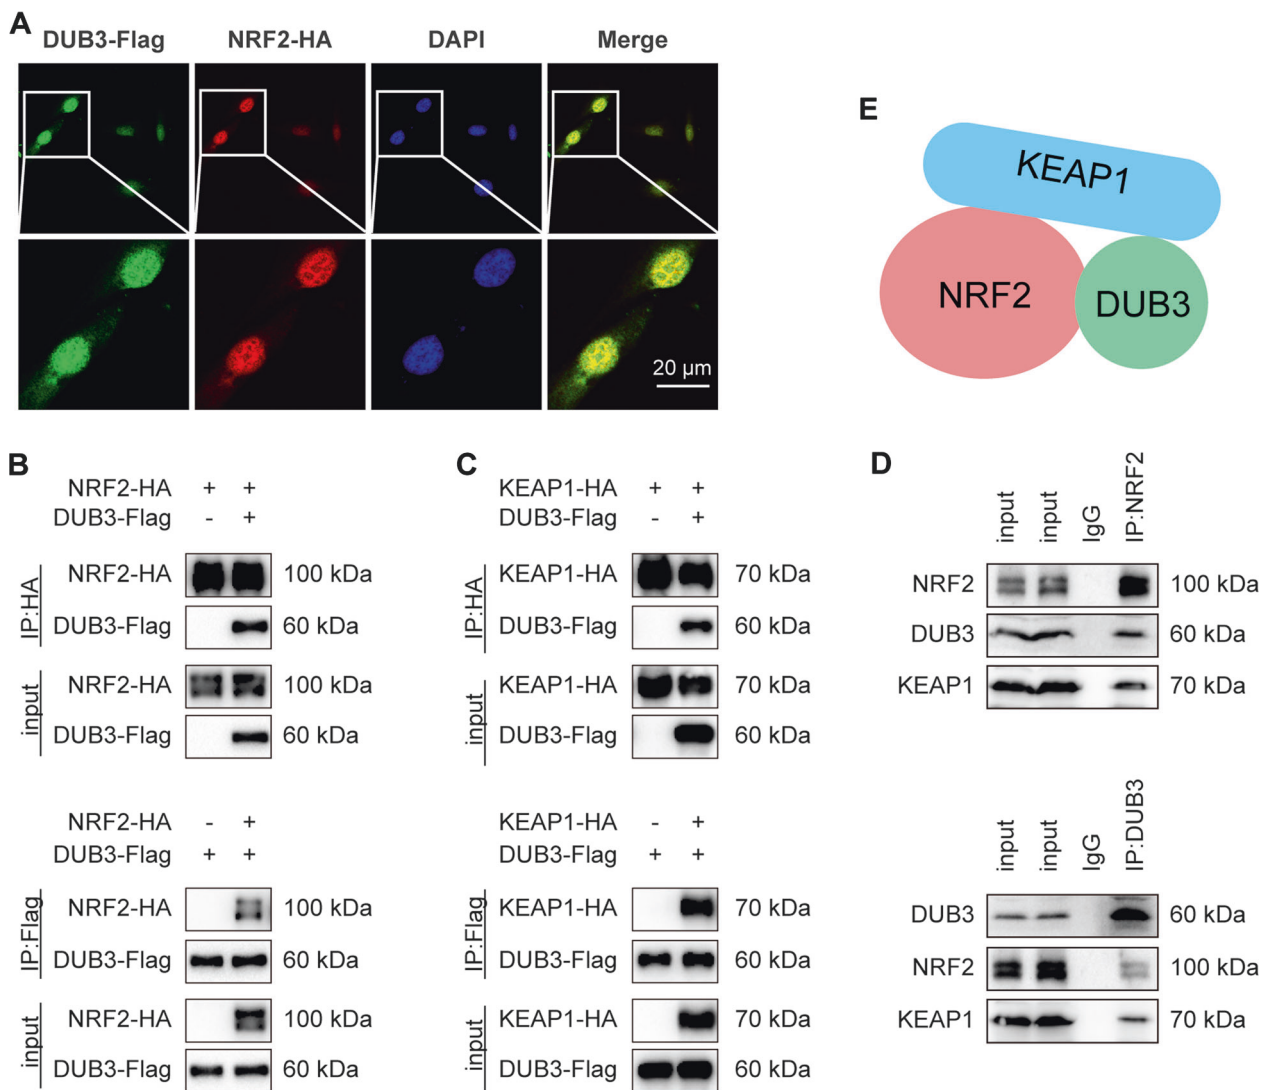 A
DUB3-Flag NRF2-HA DAPI Merge
20 µm
E
KEAP1
NRF2
DUB3
B
NRF2-HA + +
DUB3-Flag - +
IP:HA
NRF2-HA 100 kDa
DUB3-Flag 60 kDa
input
NRF2-HA 100 kDa
DUB3-Flag 60 kDa
NRF2-HA - +
DUB3-Flag + +
IP:Flag
NRF2-HA 100 kDa
DUB3-Flag 60 kDa
input
NRF2-HA 100 kDa
DUB3-Flag 60 kDa
C
KEAP1-HA + +
DUB3-Flag - +
IP:HA
KEAP1-HA 70 kDa
DUB3-Flag 60 kDa
input
KEAP1-HA 70 kDa
DUB3-Flag 60 kDa
KEAP1-HA - +
DUB3-Flag + +
IP:Flag
KEAP1-HA 70 kDa
DUB3-Flag 60 kDa
input
KEAP1-HA 70 kDa
DUB3-Flag 60 kDa
D
input input IgG IP:NRF2
NRF2 100 kDa
DUB3 60 kDa
KEAP1 70 kDa
input input IgG IP:DUB3
DUB3 60 kDa
NRF2 100 kDa
KEAP1 70 kDa